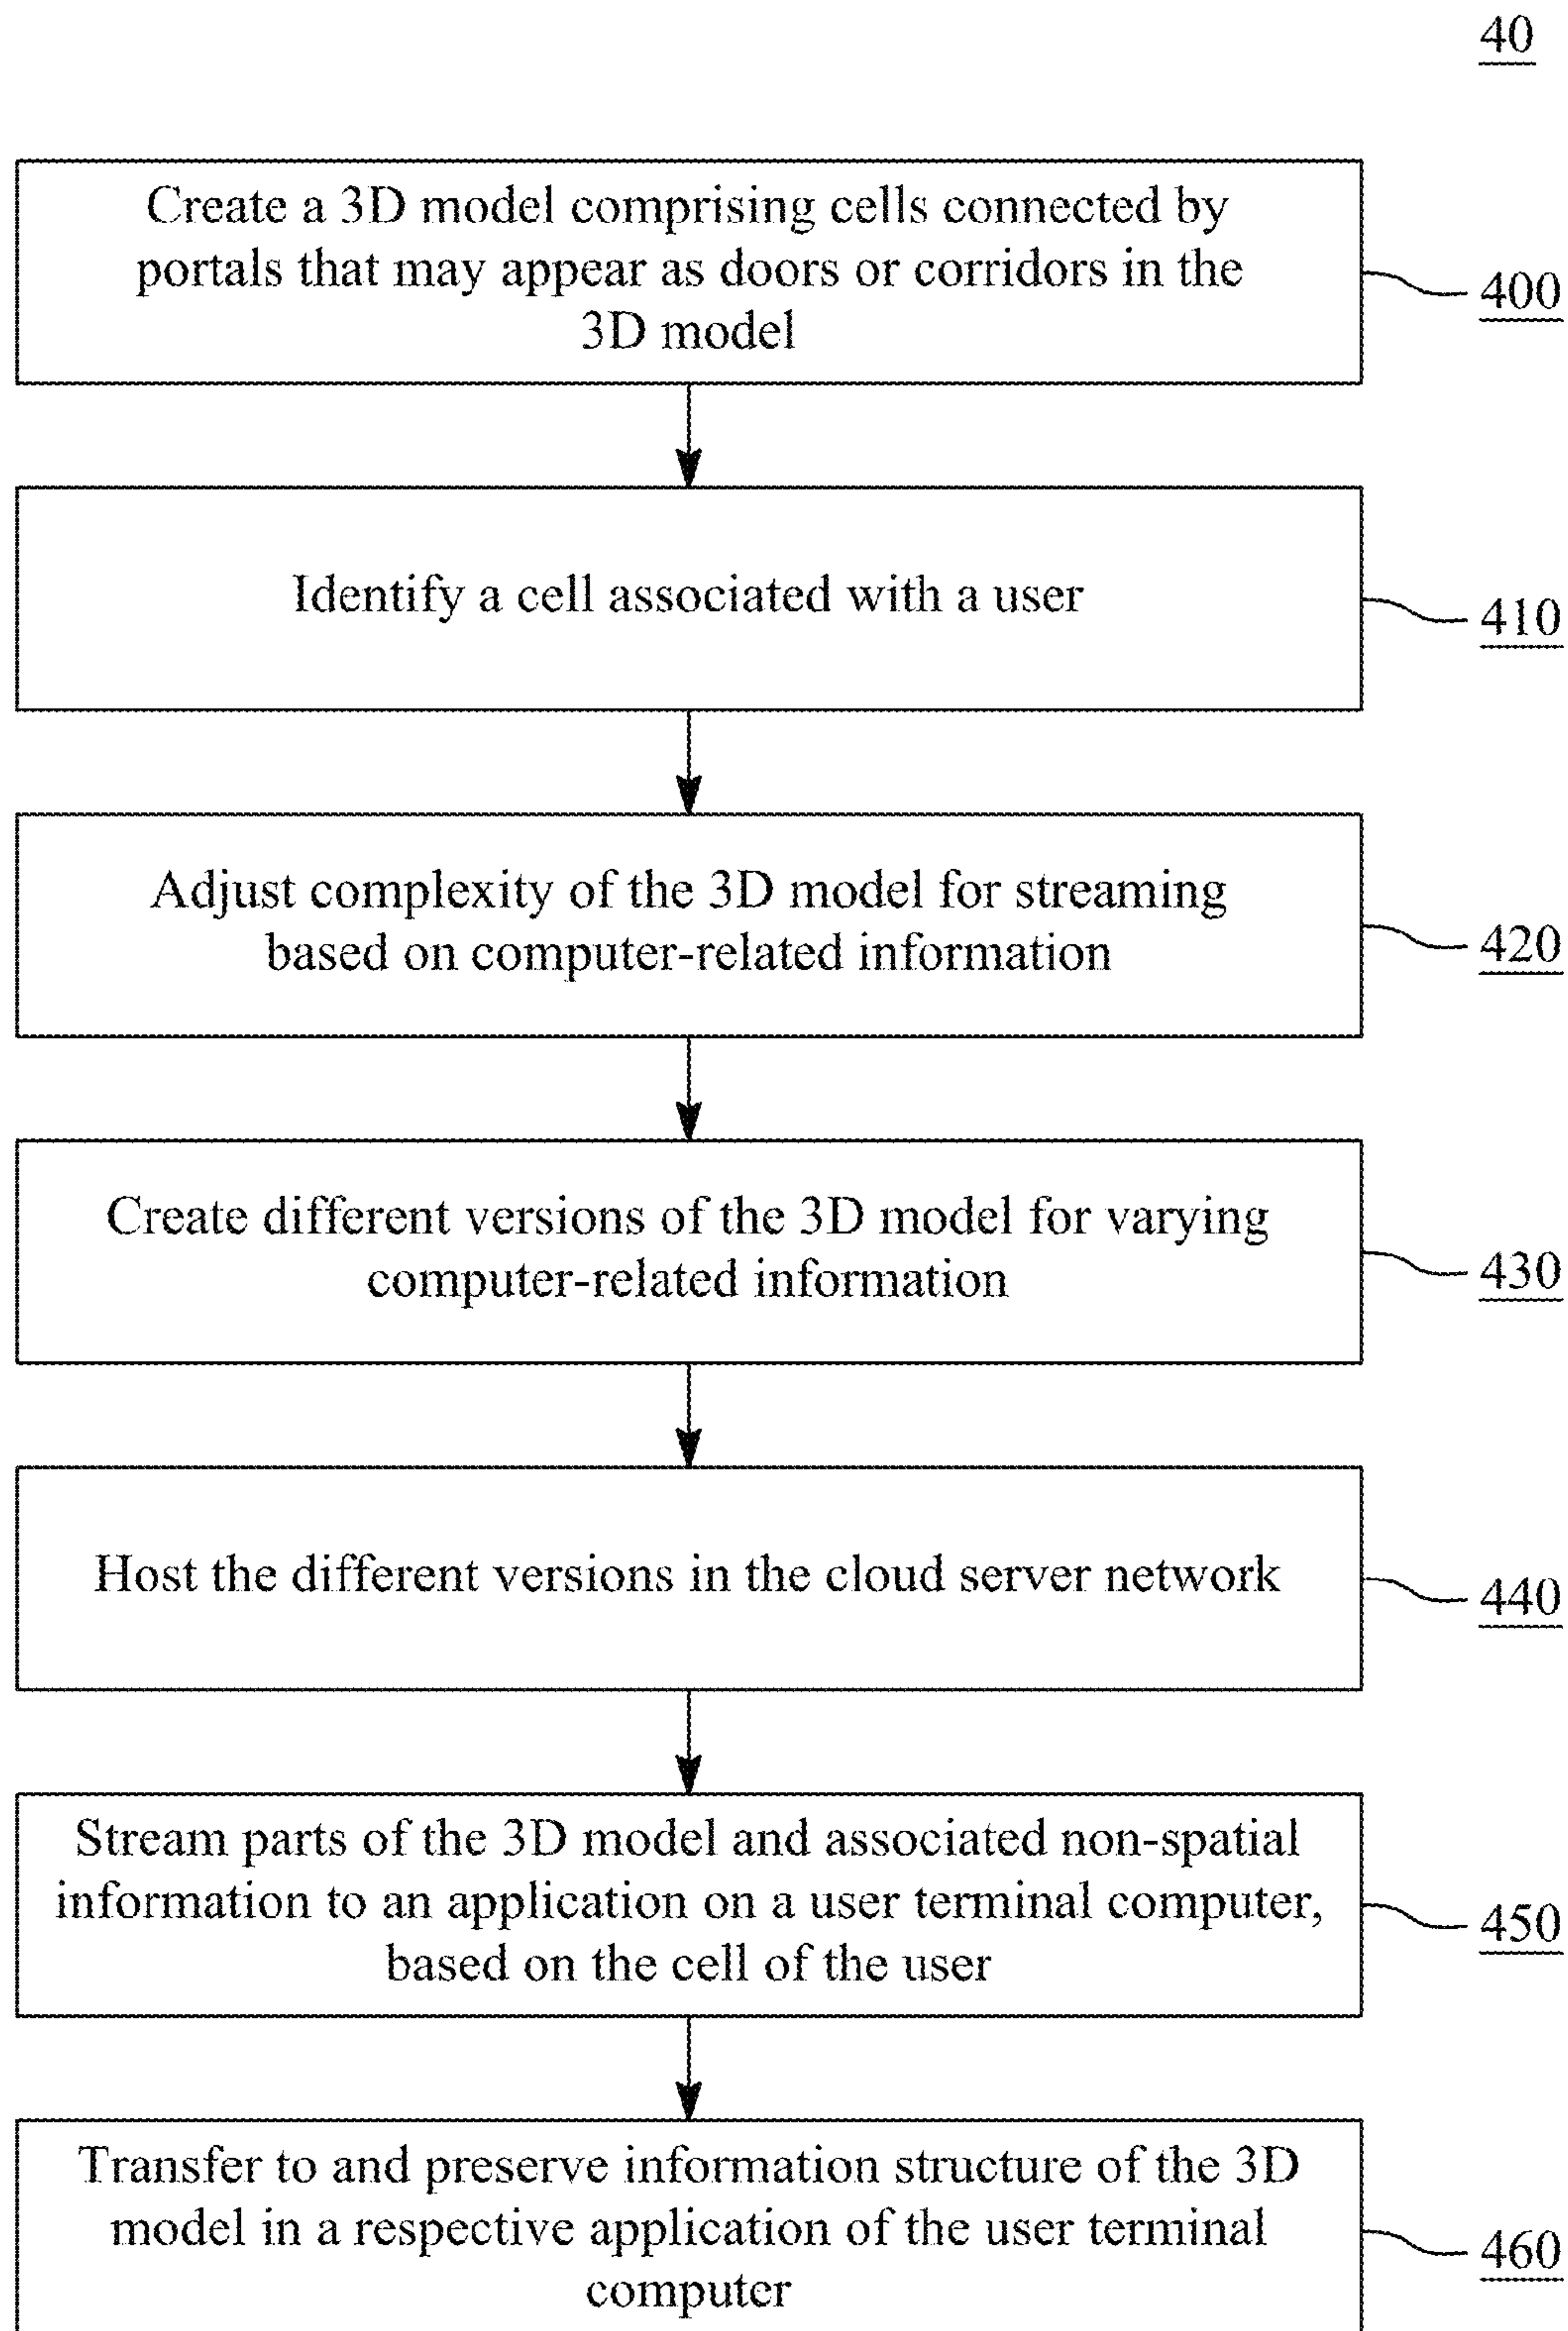 40
Create a 3D model comprising cells connected by
portals that may appear as doors or corridors in the
3D model
400
Identify a cell associated with a user
410
Adjust complexity of the 3D model for streaming
based on computer-related information
420
Create different versions of the 3D model for varying
computer-related information
430
Host the different versions in the cloud server network
440
Stream parts of the 3D model and associated non-spatial
information to an application on a user terminal computer,
based on the cell of the user
450
Transfer to and preserve information structure of the 3D
model in a respective application of the user terminal
computer
460